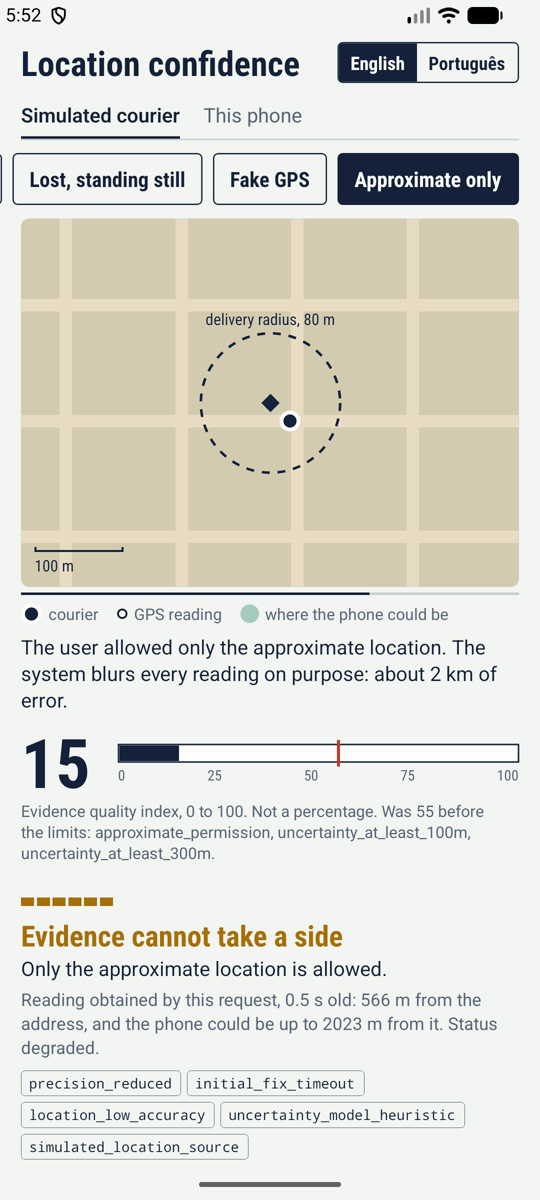 5:52
Location confidence
English
Português
Simulated courier
This phone
Lost, standing still
Fake GPS
Approximate only
delivery radius, 80 m
100 m
courier
GPS reading
where the phone could be
The user allowed only the approximate location. The
system blurs every reading on purpose: about 2 km of
error.
15
0 25 50 75 100
Evidence quality index, 0 to 100. Not a percentage. Was 55 before
the limits: approximate_permission, uncertainty_at_least_100m,
uncertainty_at_least_300m.
Evidence cannot take a side
Only the approximate location is allowed.
Reading obtained by this request, 0.5 s old: 566 m from the
address, and the phone could be up to 2023 m from it. Status
degraded.
precision_reduced
initial_fix_timeout
location_low_accuracy
uncertainty_model_heuristic
simulated_location_source